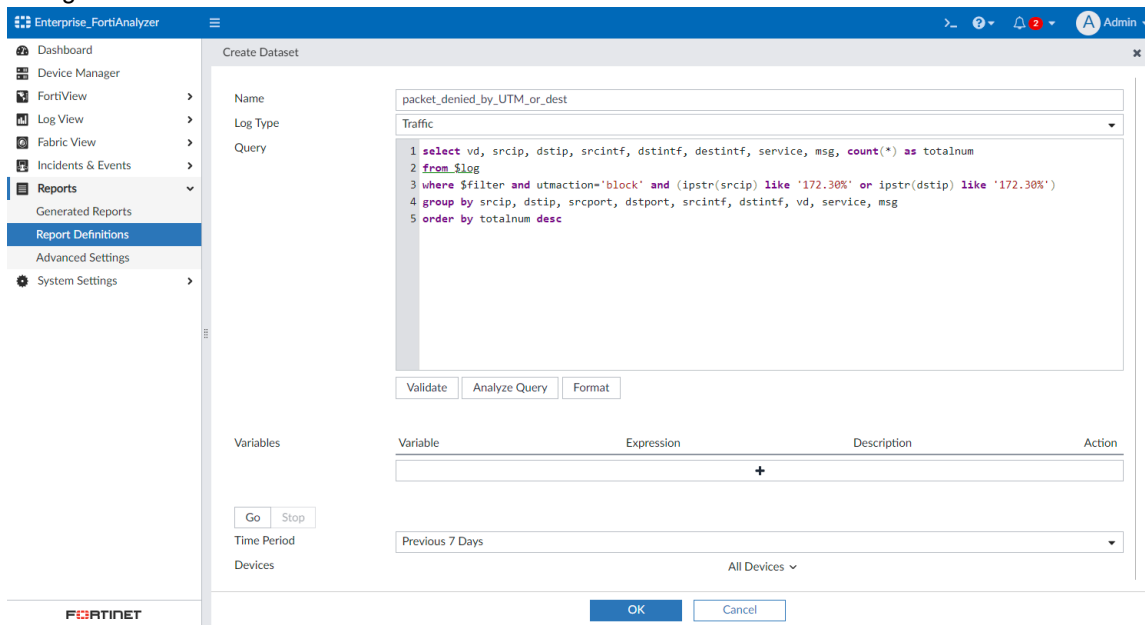 Enterprise_FortiAnalyzer
>_ ? 2 A Admin
Dashboard
Device Manager
FortiView
Log View
Fabric View
Incidents & Events
Reports
Generated Reports
Report Definitions
Advanced Settings
System Settings
FORTINET
Create Dataset
Name packet_denied_by_UTM_or_dest
Log Type Traffic
Query
1 select vd, srcip, dstip, srcintf, dstintf, destintf, service, msg, count(*) as totalnum
2 from $log
3 where $filter and utmaction='block' and (ipstr(srcip) like '172.30%' or ipstr(dstip) like '172.30%')
4 group by srcip, dstip, srcport, dstport, srcintf, dstintf, vd, service, msg
5 order by totalnum desc
Validate Analyze Query Format
Variables Variable Expression Description Action
+
Go Stop
Time Period Previous 7 Days
Devices All Devices
OK Cancel